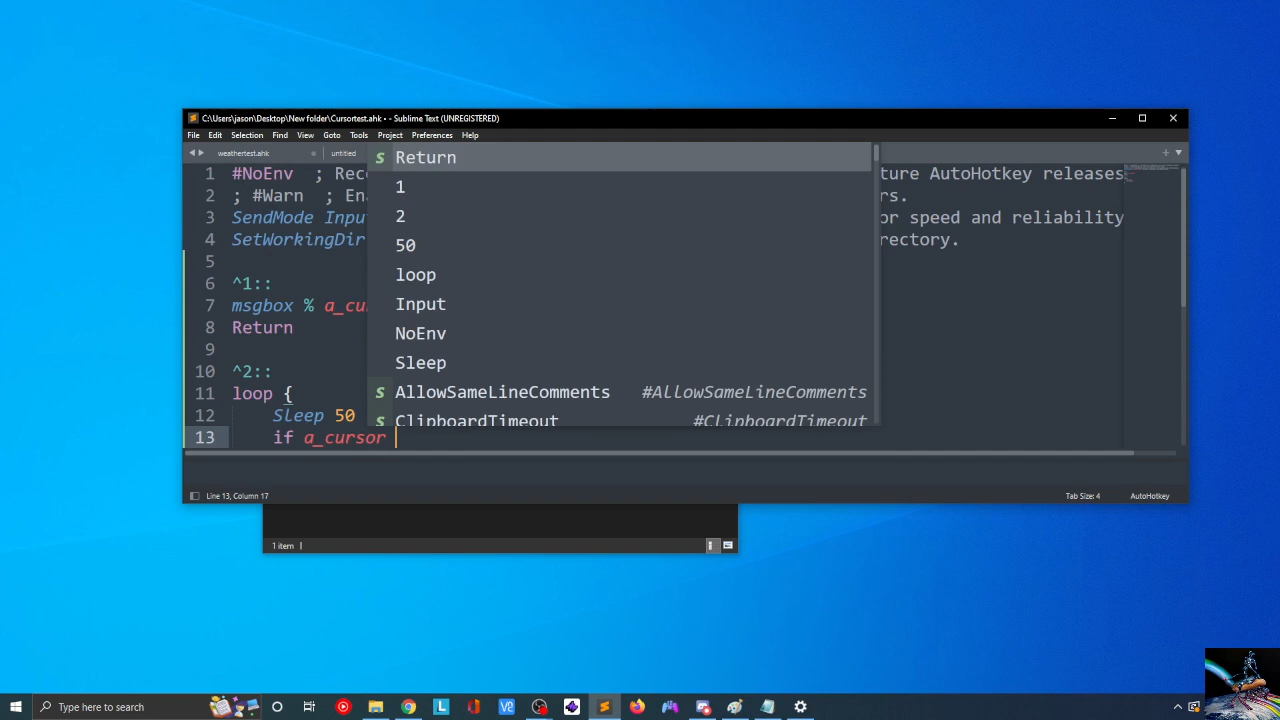 C:\Users\jason\Desktop\New folder\Cursortest.ahk • - Sublime Text (UNREGISTERED)
File Edit Selection Find View Goto Tools Project Preferences Help
weathertest.ahk untitled
1 #NoEnv ; Reco ture AutoHotkey releases
2 ; #Warn ; Ena rs.
3 SendMode Input or speed and reliability
4 SetWorkingDir rectory.
5
6 ^1::
7 msgbox % a_cu
8 Return
9
10 ^2::
11 loop {
12 Sleep 50
13 if a_cursor
s Return
1
2
50
loop
Input
NoEnv
Sleep
s AllowSameLineComments #AllowSameLineComments
s ClipboardTimeout #ClipboardTimeout
Line 13, Column 17 Tab Size: 4 AutoHotkey
1 item
Type here to search